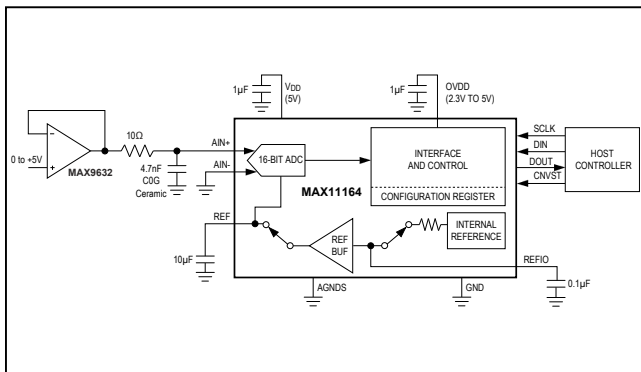 1µF
VDD
(5V)
1µF
OVDD
(2.3V TO 5V)
10Ω
AIN+
AIN-
0 to +5V
MAX9632
4.7nF
C0G
Ceramic
16-BIT ADC
MAX11164
INTERFACE
AND CONTROL
CONFIGURATION REGISTER
SCLK
DIN
DOUT
CNVST
HOST
CONTROLLER
REF
10µF
REF
BUF
INTERNAL
REFERENCE
REFIO
0.1µF
AGNDS
GND